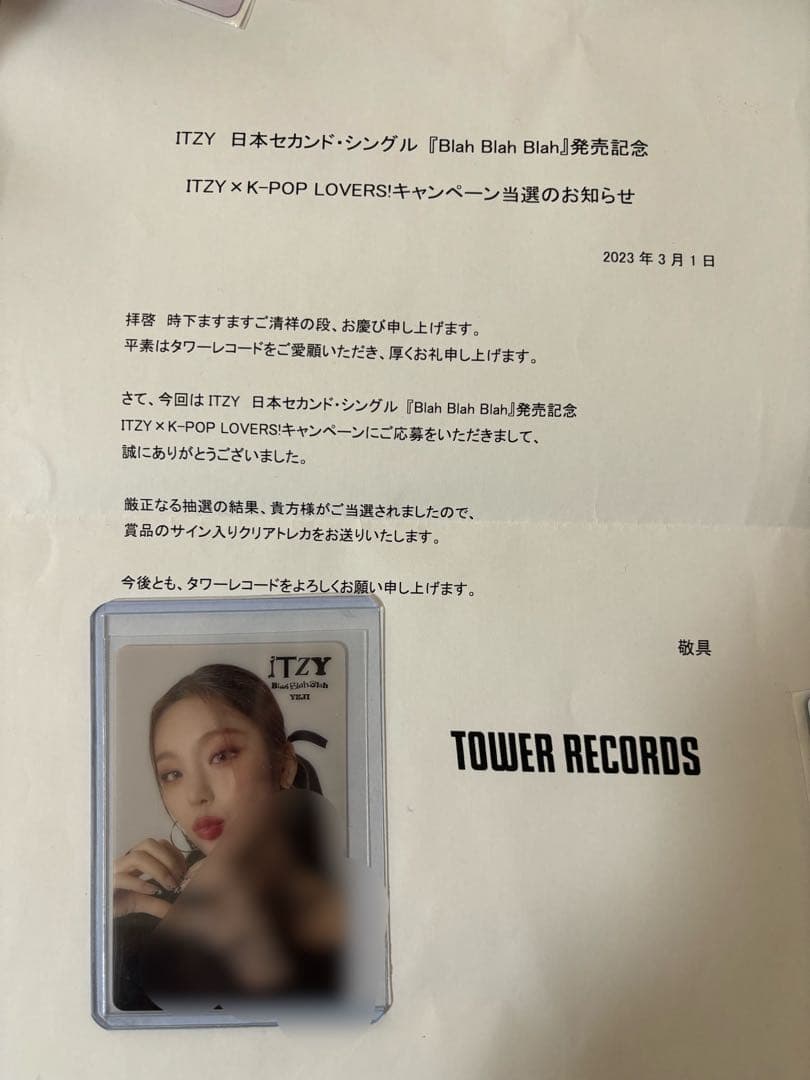 ITZY 日本セカンド・シングル『Blah Blah Blah』発売記念
ITZY×K-POP LOVERS!キャンペーン当選のお知らせ
2023 年 3 月 1 日
拝啓 時下ますますご清祥の段、お慶び申し上げます。
平素はタワーレコードをご愛顧いただき、厚くお礼申し上げます。
さて、今回は ITZY 日本セカンド・シングル『Blah Blah Blah』発売記念
ITZY×K-POP LOVERS!キャンペーンにご応募をいただきまして、
誠にありがとうございました。
厳正なる抽選の結果、貴方様がご当選されましたので、
賞品のサイン入りクリアトレカをお送りいたします。
今後とも、タワーレコードをよろしくお願い申し上げます。
敬具
TOWER RECORDS
iTZY
Blah Blah Blah
YEJI